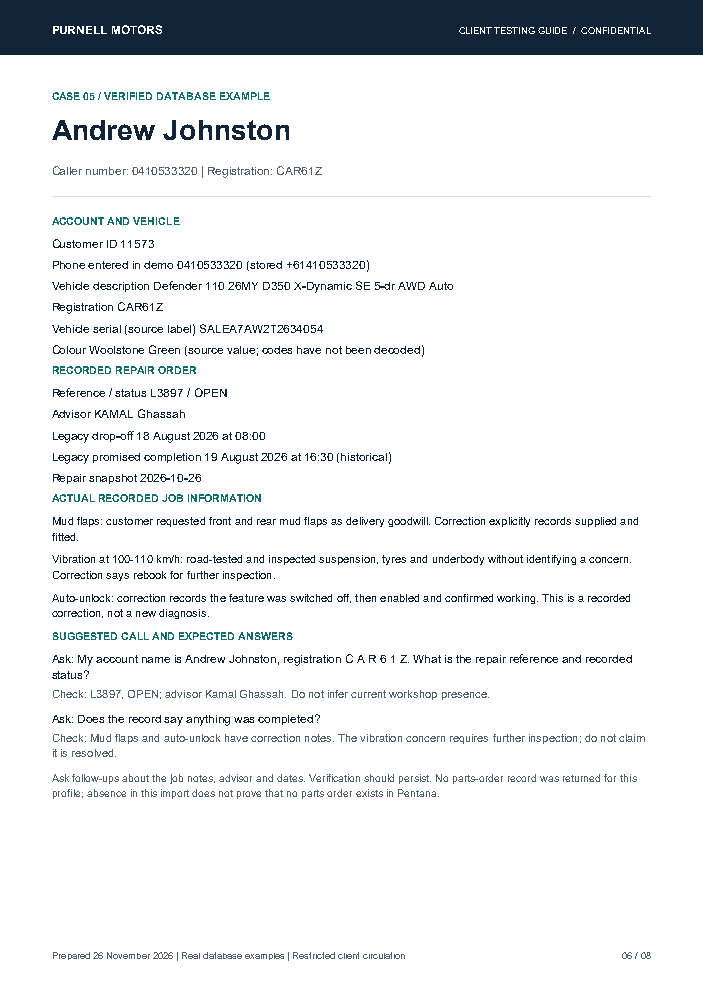 PURNELL MOTORS
CLIENT TESTING GUIDE / CONFIDENTIAL
CASE 05 / VERIFIED DATABASE EXAMPLE
Andrew Johnston
Caller number: 0410533320 | Registration: CAR61Z
ACCOUNT AND VEHICLE
Customer ID 11573
Phone entered in demo 0410533320 (stored +61410533320)
Vehicle description Defender 110 26MY D350 X-Dynamic SE 5-dr AWD Auto
Registration CAR61Z
Vehicle serial (source label) SALEA7AW2T2634054
Colour Woolstone Green (source value; codes have not been decoded)
RECORDED REPAIR ORDER
Reference / status L3897 / OPEN
Advisor KAMAL Ghassah
Legacy drop-off 18 August 2026 at 08:00
Legacy promised completion 19 August 2026 at 16:30 (historical)
Repair snapshot 2026-10-26
ACTUAL RECORDED JOB INFORMATION
Mud flaps: customer requested front and rear mud flaps as delivery goodwill. Correction explicitly records supplied and
fitted.
Vibration at 100-110 km/h: road-tested and inspected suspension, tyres and underbody without identifying a concern.
Correction says rebook for further inspection.
Auto-unlock: correction records the feature was switched off, then enabled and confirmed working. This is a recorded
correction, not a new diagnosis.
SUGGESTED CALL AND EXPECTED ANSWERS
Ask: My account name is Andrew Johnston, registration C A R 6 1 Z. What is the repair reference and recorded
status?
Check: L3897, OPEN; advisor Kamal Ghassah. Do not infer current workshop presence.
Ask: Does the record say anything was completed?
Check: Mud flaps and auto-unlock have correction notes. The vibration concern requires further inspection; do not claim
it is resolved.
Ask follow-ups about the job notes, advisor and dates. Verification should persist. No parts-order record was returned for this
profile; absence in this import does not prove that no parts order exists in Pentana.
Prepared 26 November 2026 | Real database examples | Restricted client circulation
06 / 08